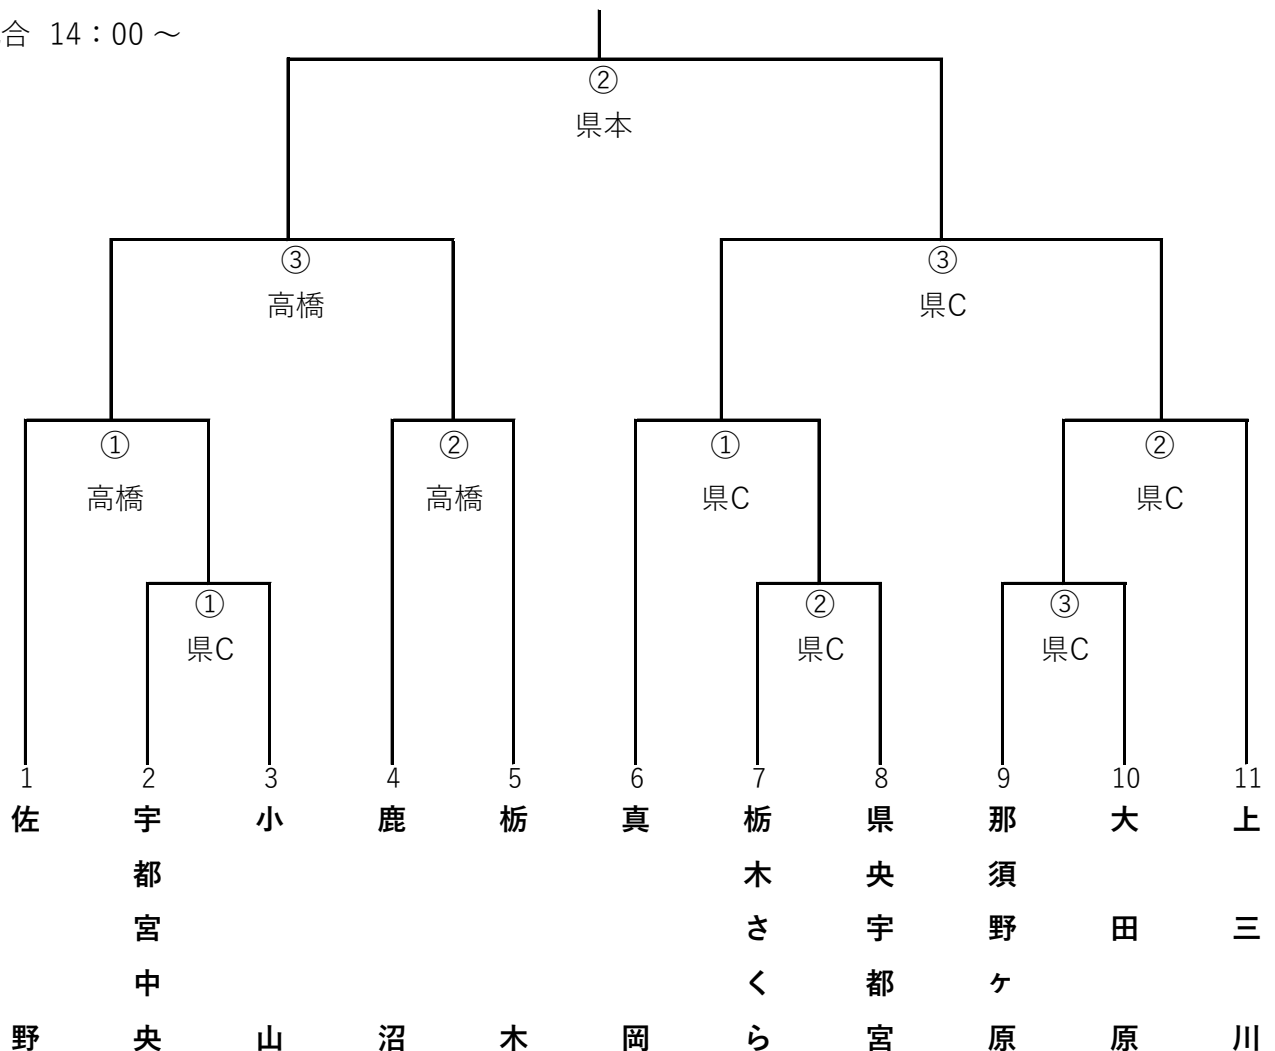 合 14：00～
②
県本
③ ③
高橋 県C
① ② ① ②
高橋 高橋 県C 県C
① ② ③
県C 県C 県C
1 2 3 4 5 6 7 8 9 10 11
佐野
宇都宮中央
小山
鹿沼
栃木
真岡
栃木さくら
県央宇都宮
那須野ヶ原
大田原
上三川